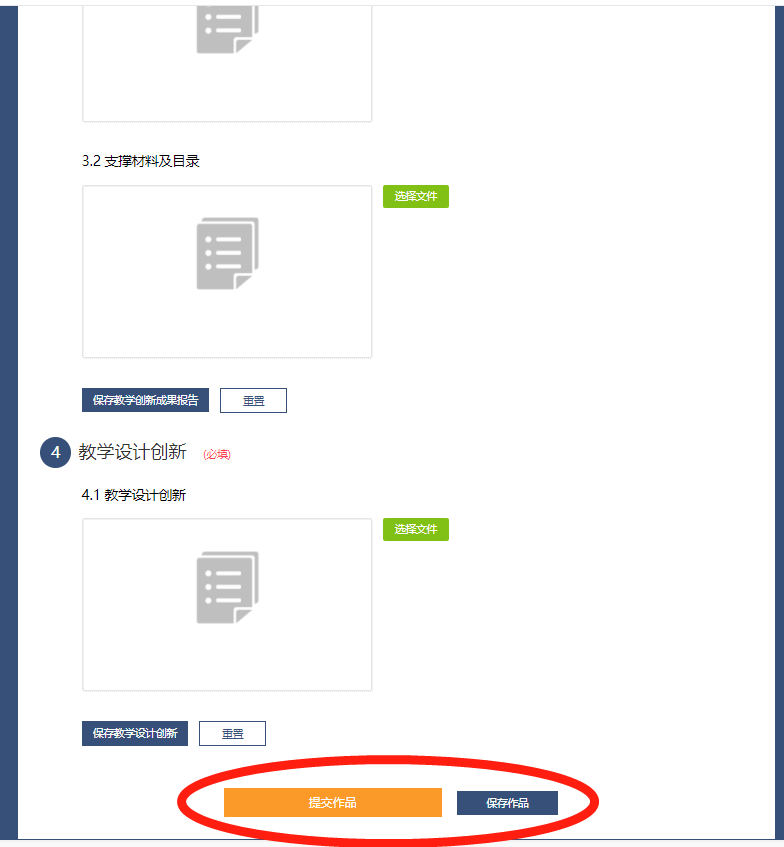 3.2 支撑材料及目录
选择文件
保存教学创新成果报告 重置
4 教学设计创新 (必填)
4.1 教学设计创新
选择文件
保存教学设计创新 重置
提交作品 保存作品